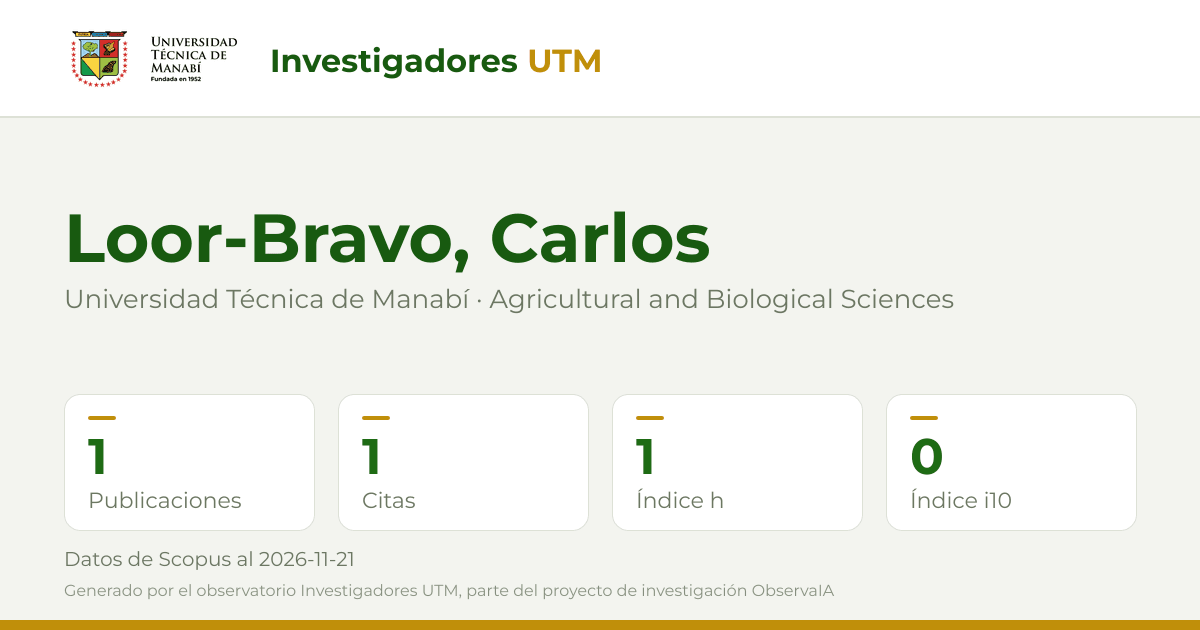 UNIVERSIDAD
TÉCNICA DE
MANABÍ
Fundada en 1952
Investigadores UTM
Loor-Bravo, Carlos
Universidad Técnica de Manabí · Agricultural and Biological Sciences
1
Publicaciones
1
Citas
1
Índice h
0
Índice i10
Datos de Scopus al 2026-11-21
Generado por el observatorio Investigadores UTM, parte del proyecto de investigación ObservaIA